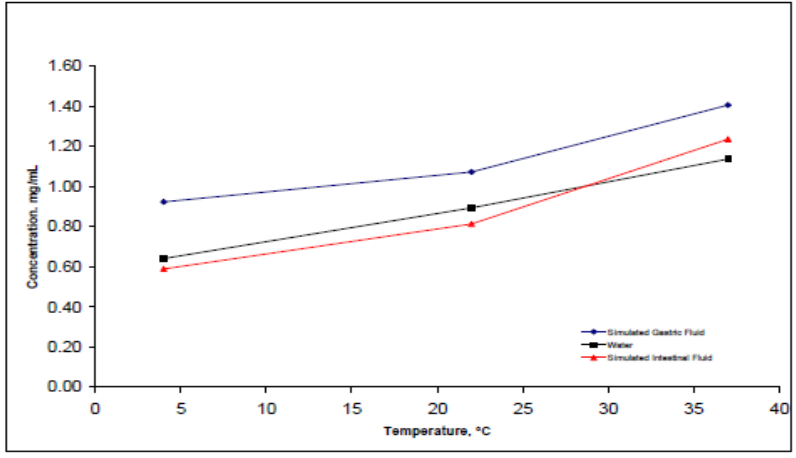 1.60
1.40
1.20
1.00
0.80
0.60
0.40
0.20
0.00
Concentration. mg/mL
0 5 10 15 20 25 30 35 40
Temperature, °C
Simulated Gastric Fluid
Water
Simulated Intestinal Fluid